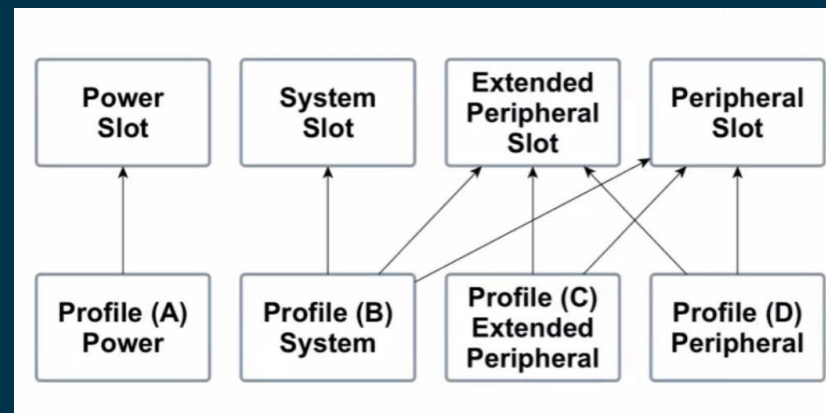 Power
Slot
System
Slot
Extended
Peripheral
Slot
Peripheral
Slot
Profile (A)
Power
Profile (B)
System
Profile (C)
Extended
Peripheral
Profile (D)
Peripheral